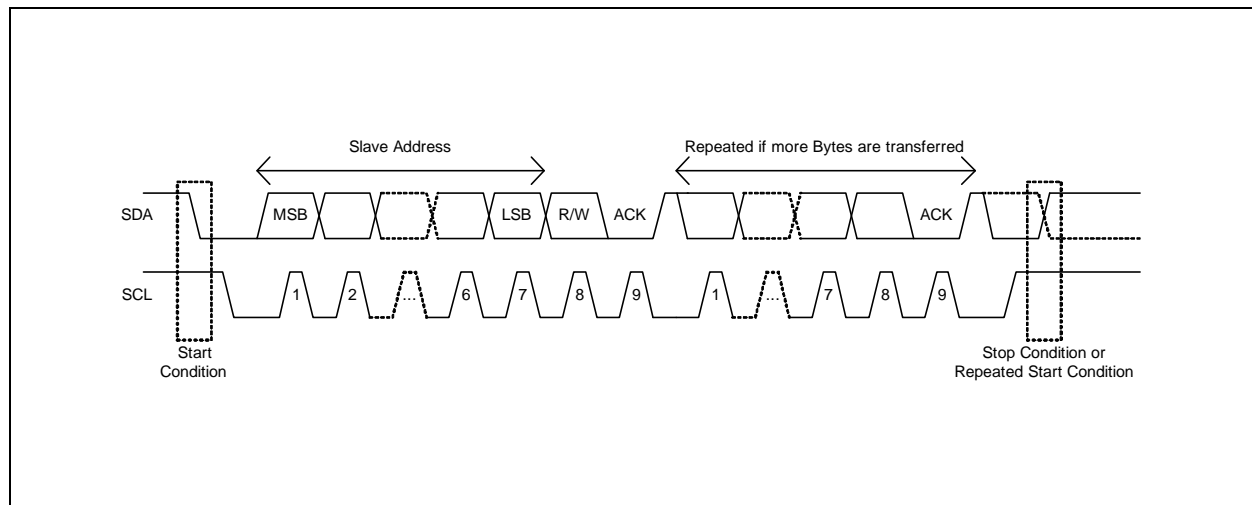 Slave Address
Repeated if more Bytes are transferred
SDA
MSB
LSB
R/W
ACK
ACK
SCL
1
2
...
6
7
8
9
1
...
7
8
9
Start
Condition
Stop Condition or
Repeated Start Condition